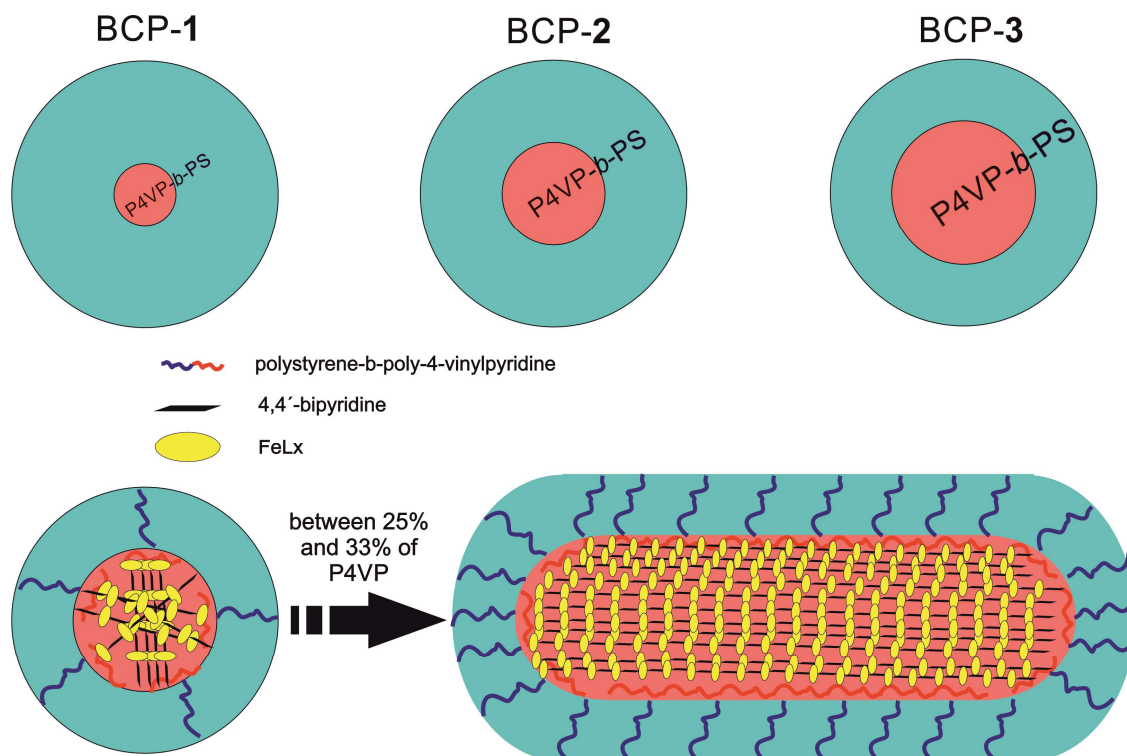 BCP-1
BCP-2
BCP-3
P4VP-b-PS
P4VP-b-PS
P4VP-b-PS
polystyrene-b-poly-4-vinylpyridine
4,4´-bipyridine
FeLx
between 25%
and 33% of
P4VP